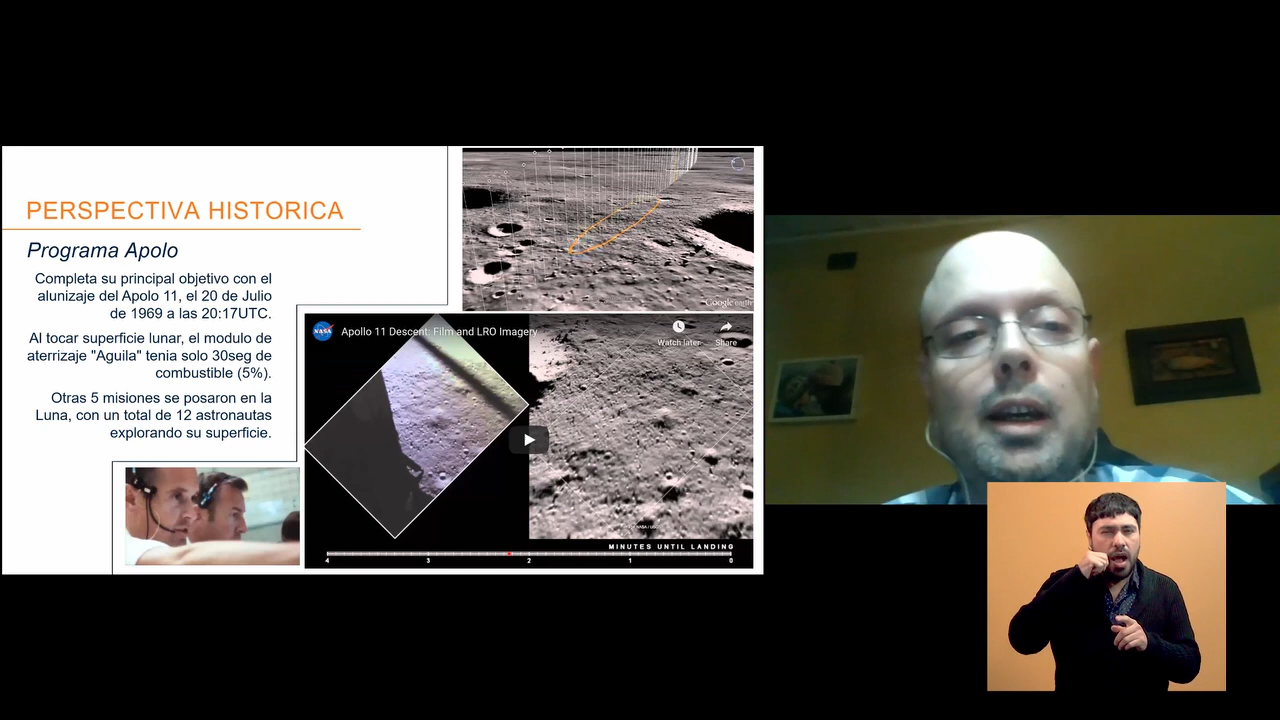 PERSPECTIVA HISTORICA
Programa Apolo
Completa su principal objetivo con el
alunizaje del Apolo 11, el 20 de Julio
de 1969 a las 20:17UTC.
Al tocar superficie lunar, el modulo de
aterrizaje "Aguila" tenia solo 30seg de
combustible (5%).
Otras 5 misiones se posaron en la
Luna, con un total de 12 astronautas
explorando su superficie.
Google earth
NASA
Apollo 11 Descent: Film and LRO Imagery
Watch later
Share
MINUTES UNTIL LANDING
4 3 2 1 0